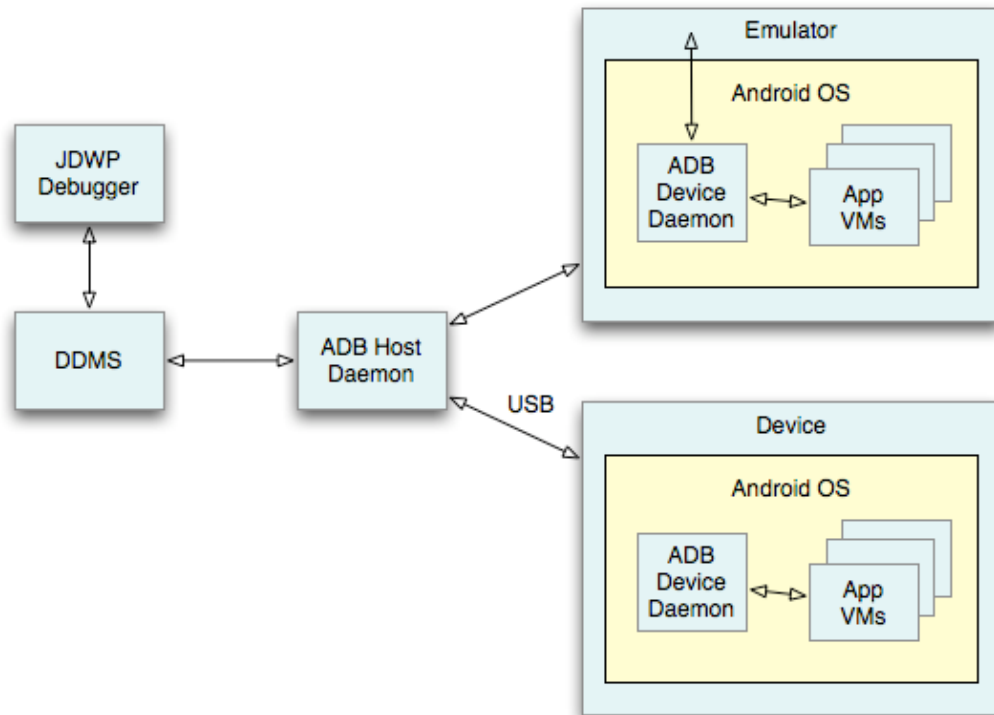 Emulator
Android OS
ADB
Device
Daemon
App
VMs
JDWP
Debugger
DDMS
ADB Host
Daemon
USB
Device
Android OS
ADB
Device
Daemon
App
VMs